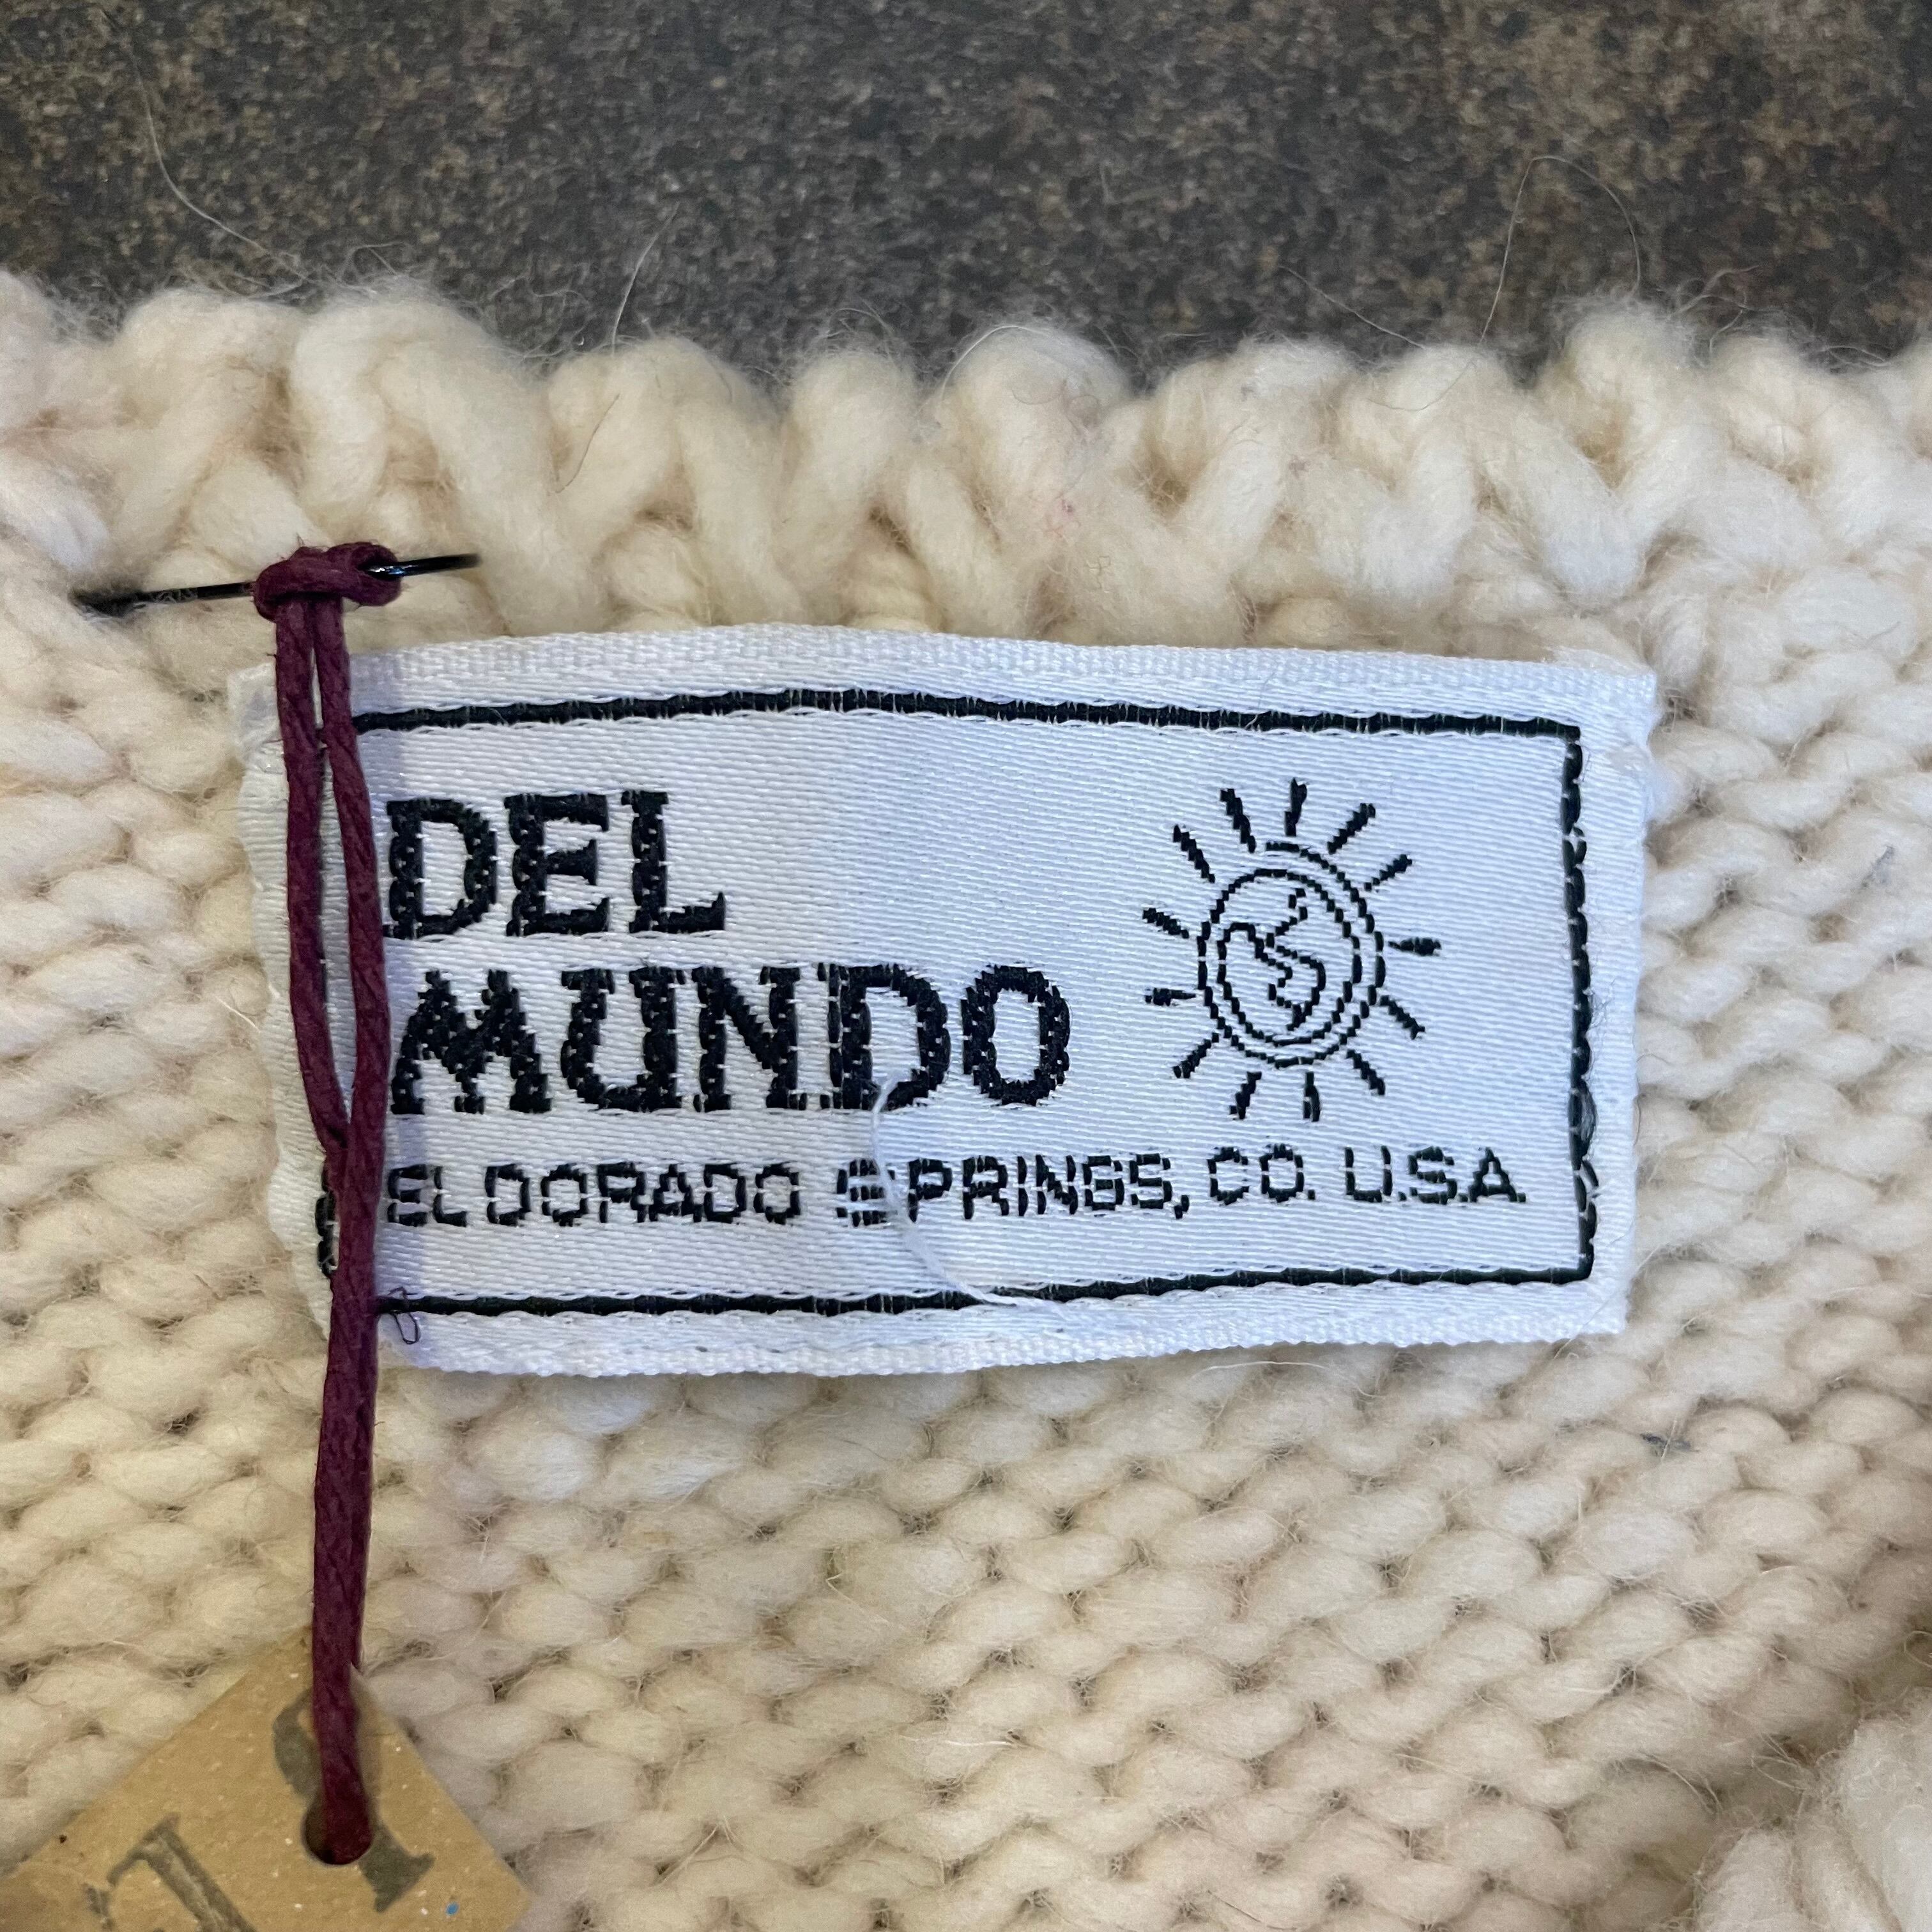 DEL
MUNDO
ELDORADO SPRINGS, CO. U.S.A.